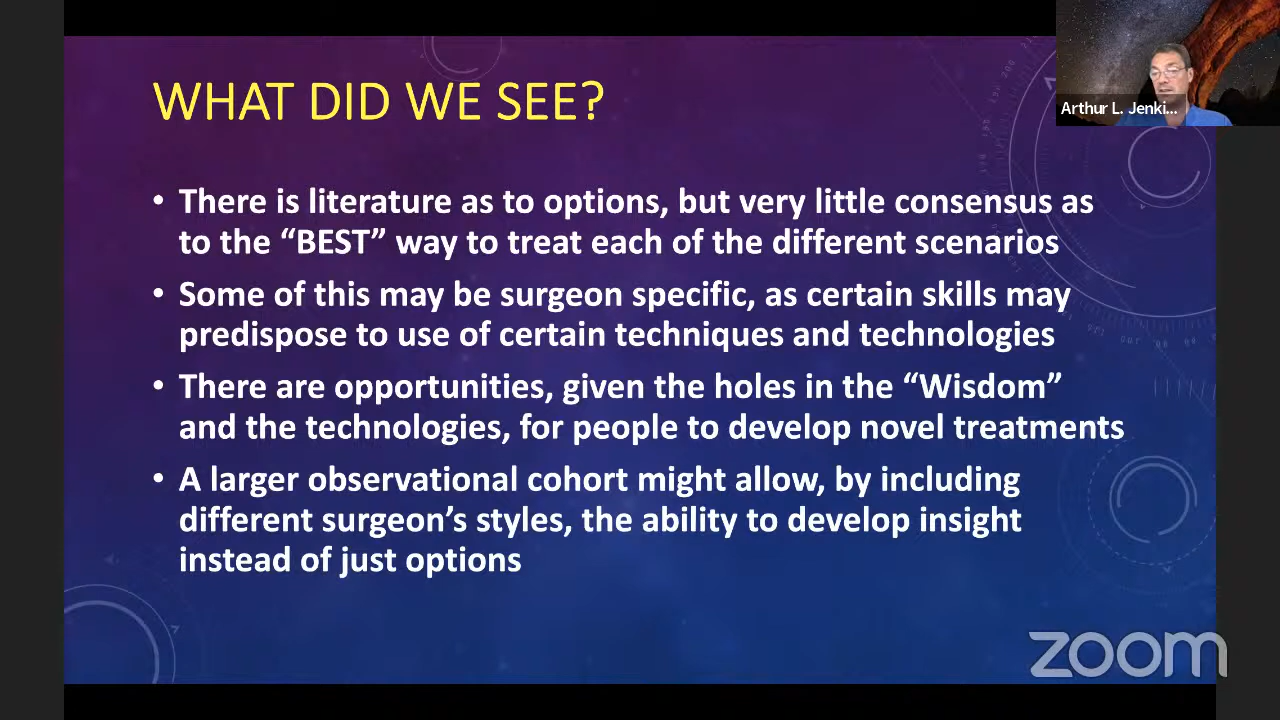 Arthur L. Jenki...
WHAT DID WE SEE?
• There is literature as to options, but very little consensus as
to the “BEST” way to treat each of the different scenarios
• Some of this may be surgeon specific, as certain skills may
predispose to use of certain techniques and technologies
• There are opportunities, given the holes in the “Wisdom”
and the technologies, for people to develop novel treatments
• A larger observational cohort might allow, by including
different surgeon’s styles, the ability to develop insight
instead of just options
zoom